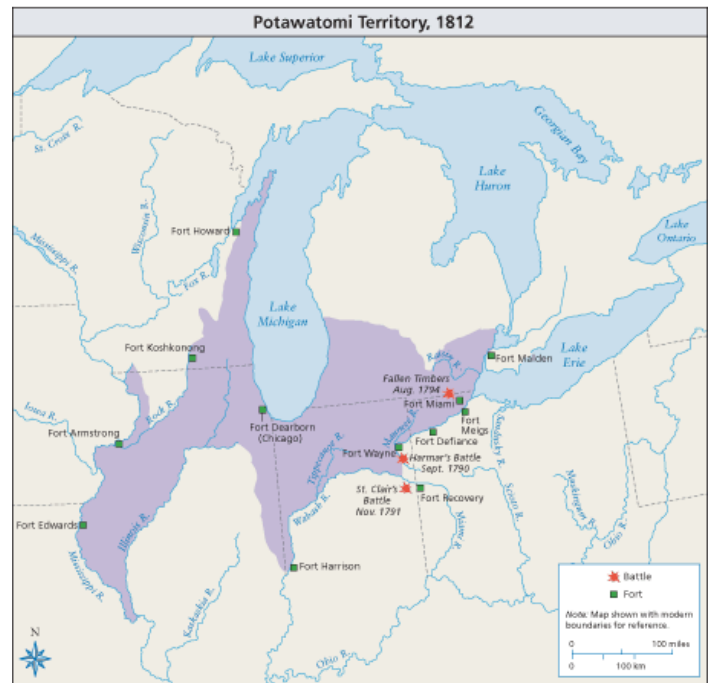 Potawatomi Territory, 1812
Lake Superior
Georgian Bay
St. Croix R.
Lake
Huron
Mississippi R.
Wisconsin R.
Fort Howard
Lake
Ontario
Fox R.
Lake
Michigan
Fort Koshkonong
Raisin R.
Fort Malden
Lake
Erie
Fallen Timbers
Aug. 1794
Fort Miami
Iowa R.
Rock R.
Fort Dearborn
(Chicago)
Fort
Meigs
Sandusky R.
Fort Armstrong
Maumee R.
Fort Defiance
Tippecanoe R.
Fort Wayne
Harmar's Battle
Sept. 1790
St. Clair's
Battle
Nov. 1791
Fort Recovery
Wabash R.
Scioto R.
Muskingum R.
Miami R.
Ohio R.
Fort Edwards
Illinois R.
Mississippi R.
Fort Harrison
Kaskaskia R.
Ohio R.
Battle
Fort
Note: Map shown with modern
boundaries for reference.
0 100 miles
0 100 km
N